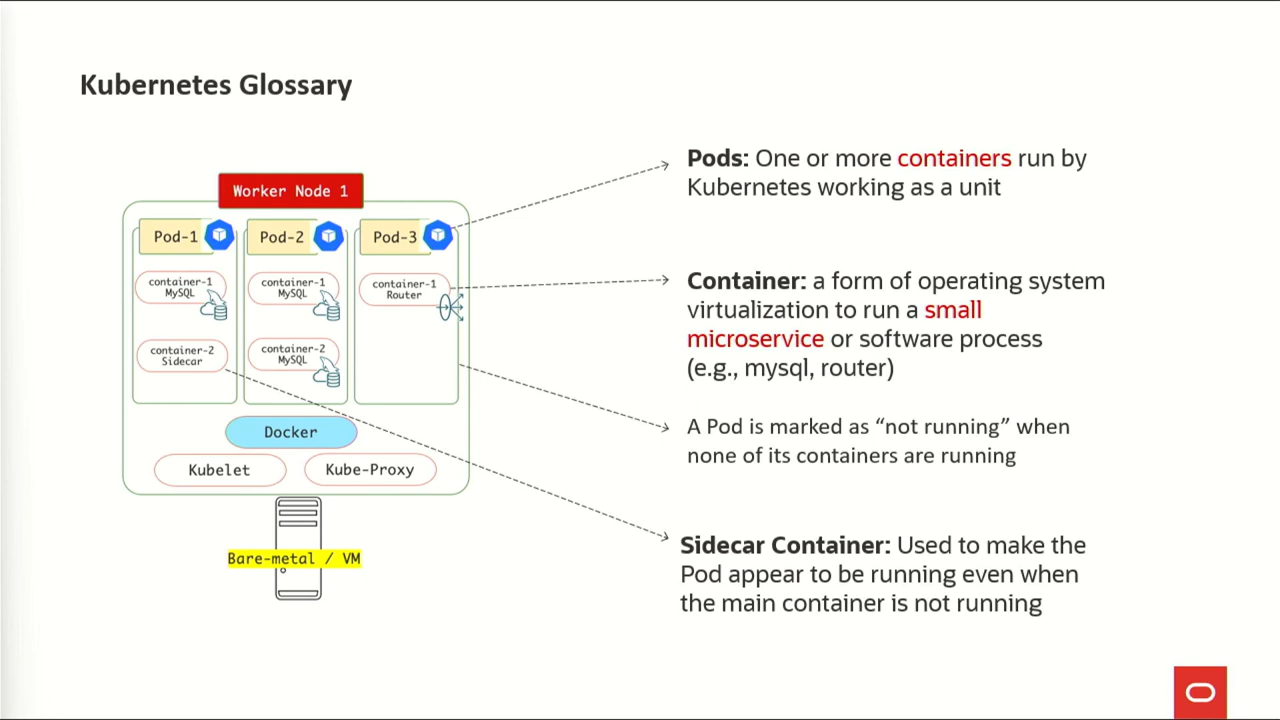 Kubernetes Glossary
Worker Node 1
Pod-1
Pod-2
Pod-3
container-1
MySQL
container-1
MySQL
container-1
Router
container-2
Sidecar
container-2
MySQL
Docker
Kubelet
Kube-Proxy
Bare-metal / VM
Pods: One or more containers run by
Kubernetes working as a unit
Container: a form of operating system
virtualization to run a small
microservice or software process
(e.g., mysql, router)
A Pod is marked as “not running” when
none of its containers are running
Sidecar Container: Used to make the
Pod appear to be running even when
the main container is not running